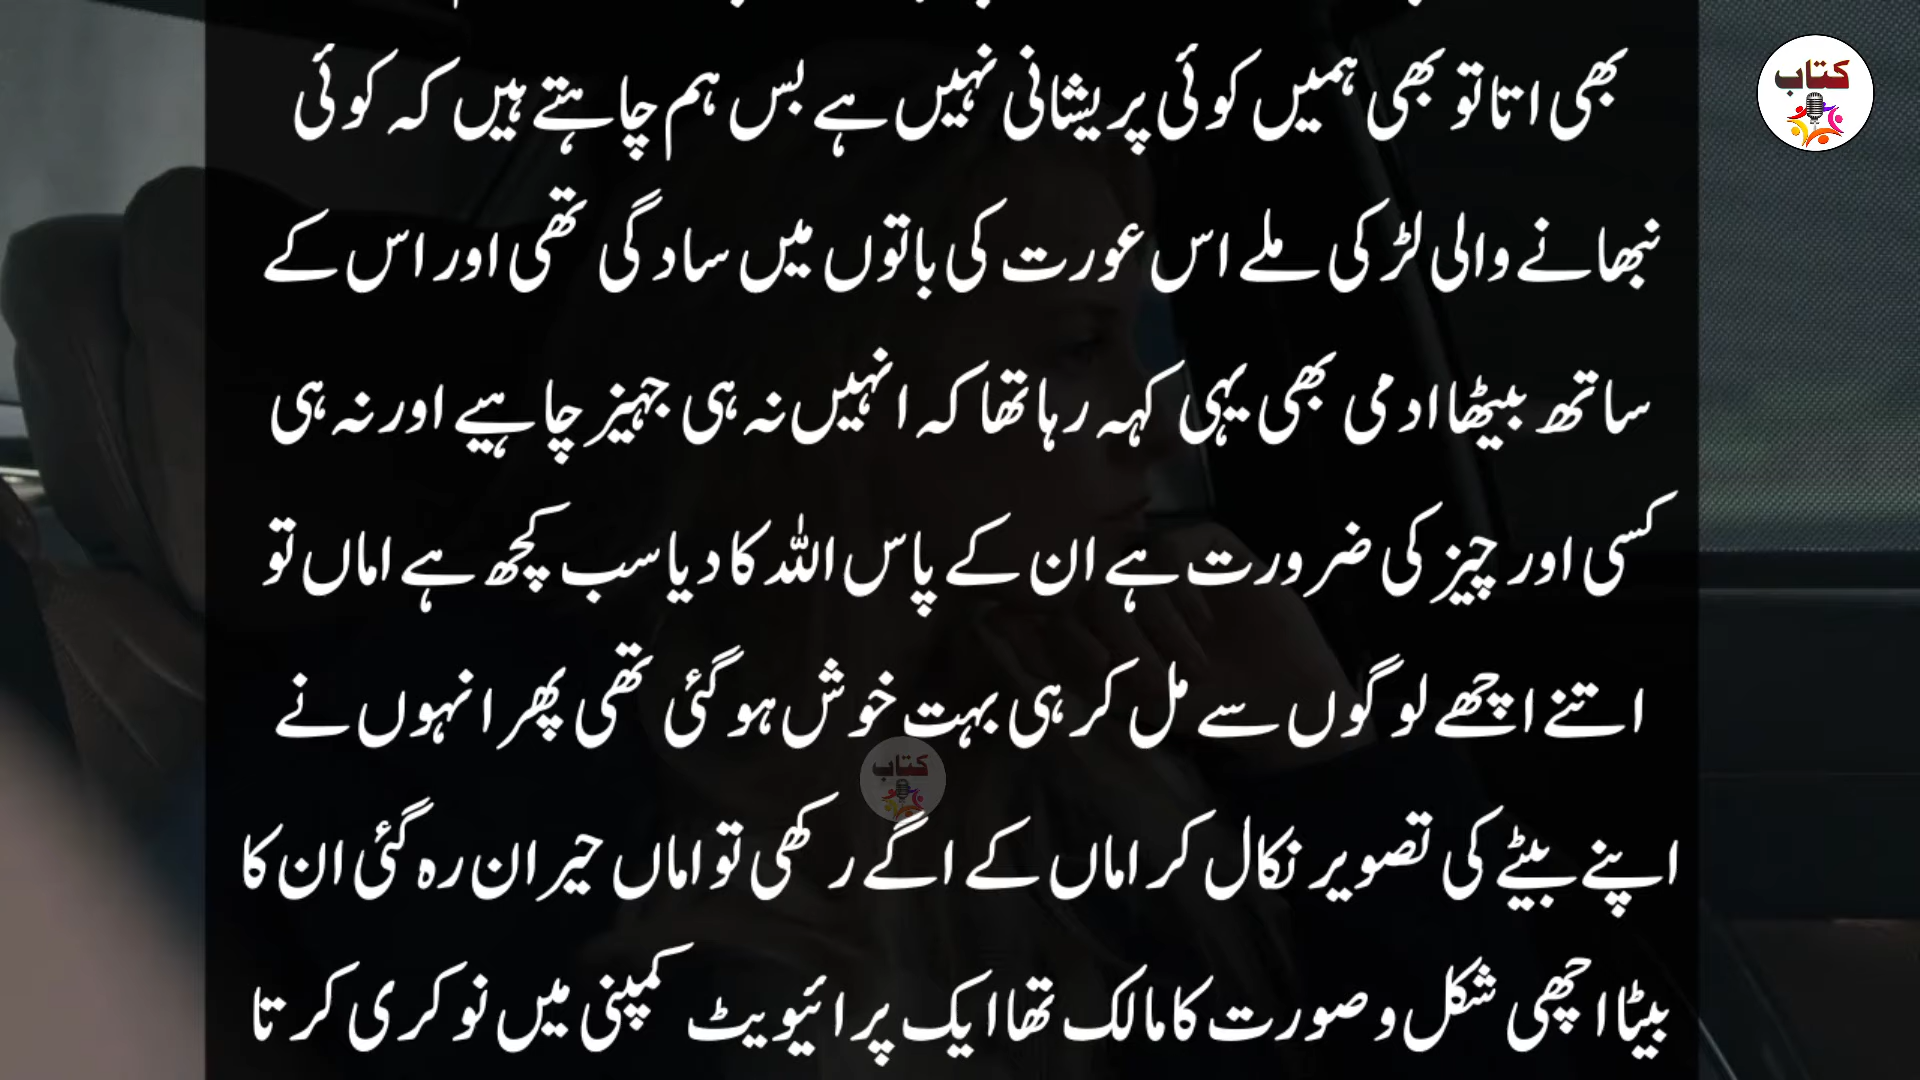 بھی اتا تو بھی ہمیں کوئی پریشانی نہیں ہے بس ہم چاہتے ہیں کہ کوئی
نبھانے والی لڑکی ملے اس عورت کی باتوں میں سادگی تھی اور اس کے
ساتھ بیٹھا ادمی بھی یہی کہہ رہا تھا کہ انہیں نہ ہی جہیز چاہیے اور نہ ہی
کسی اور چیز کی ضرورت ہے ان کے پاس اللہ کا دیا سب کچھ ہے اماں تو
اتنے اچھے لوگوں سے مل کر ہی بہت خوش ہو گئی تھی پھر انہوں نے
اپنے بیٹے کی تصویر نکال کر اماں کے اگے رکھی تو اماں حیران رہ گئی ان کا
بیٹا اچھی شکل و صورت کا مالک تھا ایک پرائیویٹ کمپنی میں نوکری کرتا
کتاب
کتاب